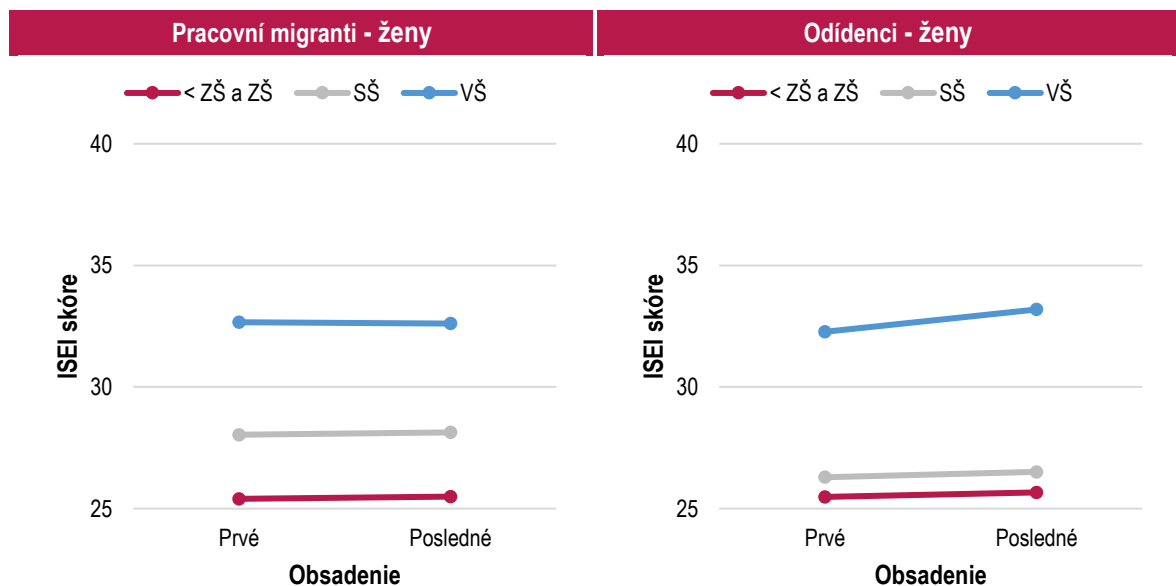 Pracovní migranti - ženy
< ZŠ a ZŠ SŠ VŠ
40
35
30
25
ISEI skóre
Prvé Posledné
Obsadenie
Odídenci - ženy
< ZŠ a ZŠ SŠ VŠ
40
35
30
25
ISEI skóre
Prvé Posledné
Obsadenie